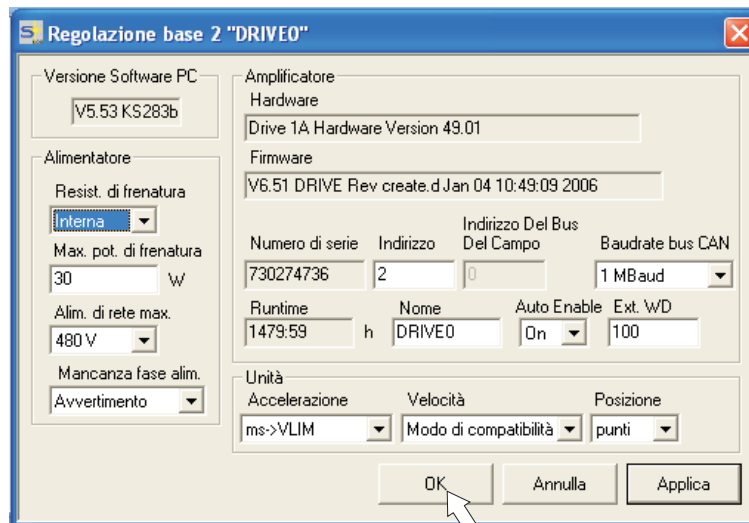 Regolazione base 2 "DRIVE0"
Versione Software PC
V5.53 KS283b
Alimentatore
Resist. di frenatura
Interna
Max. pot. di frenatura
30 W
Alim. di rete max.
480 V
Mancanza fase alim.
Avvertimento
Amplificatore
Hardware
Drive 1A Hardware Version 49.01
Firmware
V6.51 DRIVE Rev create.d Jan 04 10:49:09 2006
Numero di serie Indirizzo Indirizzo Del Bus Del Campo Baudrate bus CAN
730274736 2 0 1 MBaud
Runtime Nome Auto Enable Ext. WD
1479:59 h DRIVE0 On 100
Unità
Accelerazione Velocità Posizione
ms->VLIM Modo di compatibilità punti
OK Annulla Applica